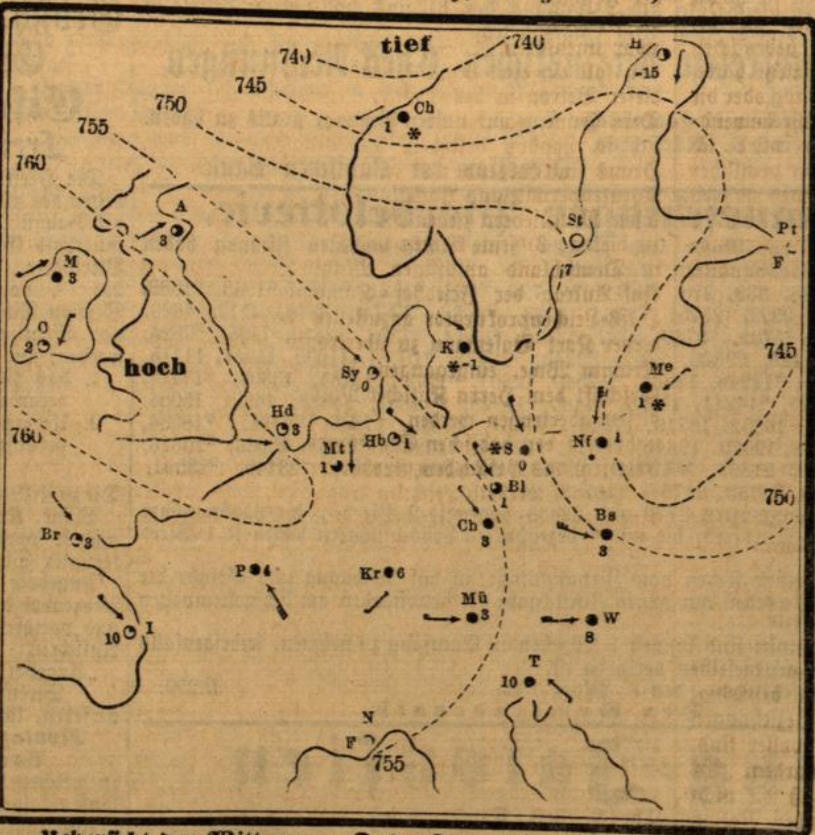 tief
740
740
745
750
755
760
H
-15
Ch
1 *
A
3
M
3
O
2
hoch
St
7
Pt
F
K
* -1
Sy
0
745
Me
1 *
760
Hd
3
Mt
1
Hb
* S
0
Nf
1
Bl
1
750
Ch
3
Bs
3
Br
3
P 4
Kr 6
Mü
3
W
8
I
10
T
10
N
F
755